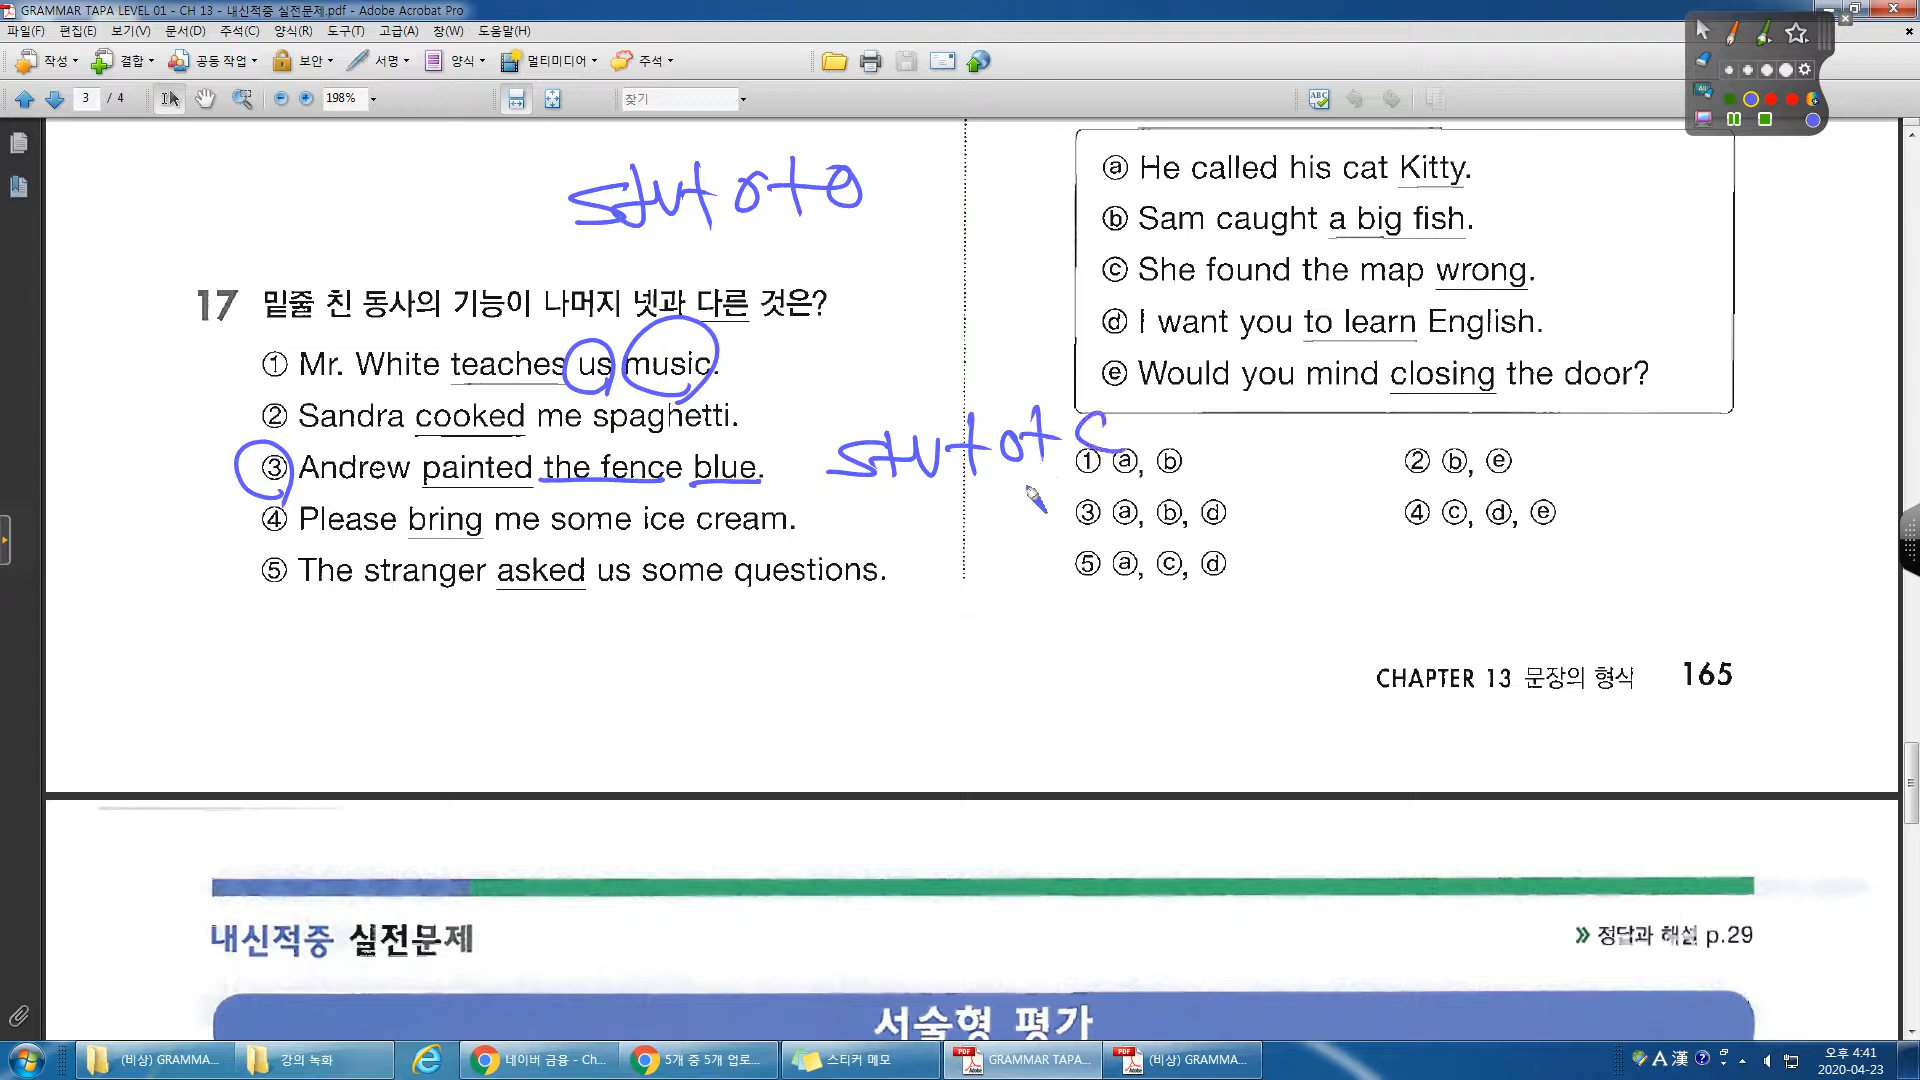 GRAMMAR TAPA LEVEL 01 - CH 13 - 내신적중 실전문제.pdf - Adobe Acrobat Pro
파일(F) 편집(E) 보기(V) 문서(D) 주석(C) 양식(R) 도구(T) 고급(A) 창(W) 도움말(H)
작성 결합 공동 작업 보안 서명 양식 멀티미디어 주석
3 / 4 198% 찾기
s+v+o+o
17 밑줄 친 동사의 기능이 나머지 넷과 다른 것은?
① Mr. White teaches us music.
② Sandra cooked me spaghetti.
③ Andrew painted the fence blue.
④ Please bring me some ice cream.
⑤ The stranger asked us some questions.
s+v+o+c
ⓐ He called his cat Kitty.
ⓑ Sam caught a big fish.
ⓒ She found the map wrong.
ⓓ I want you to learn English.
ⓔ Would you mind closing the door?
① ⓐ, ⓑ ② ⓑ, ⓔ
③ ⓐ, ⓑ, ⓓ ④ ⓒ, ⓓ, ⓔ
⑤ ⓐ, ⓒ, ⓓ
CHAPTER 13 문장의 형식 165
내신적중 실전문제
» 정답과 해설 p.29
서술형 평가
(비상) GRAMMA... 강의 녹화 네이버 금융 - Ch... 5개 중 5개 업로... 스티커 메모 GRAMMAR TAPA... (비상) GRAMMA...
A 漢
오후 4:41
2020-04-23